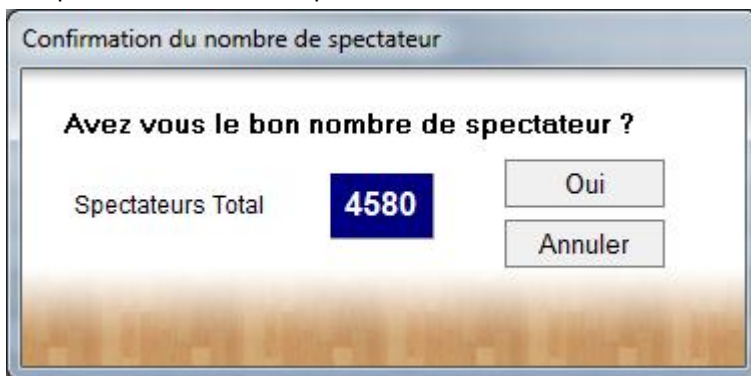 Confirmation du nombre de spectateur
Avez vous le bon nombre de spectateur ?
Spectateurs Total
4580
Oui
Annuler